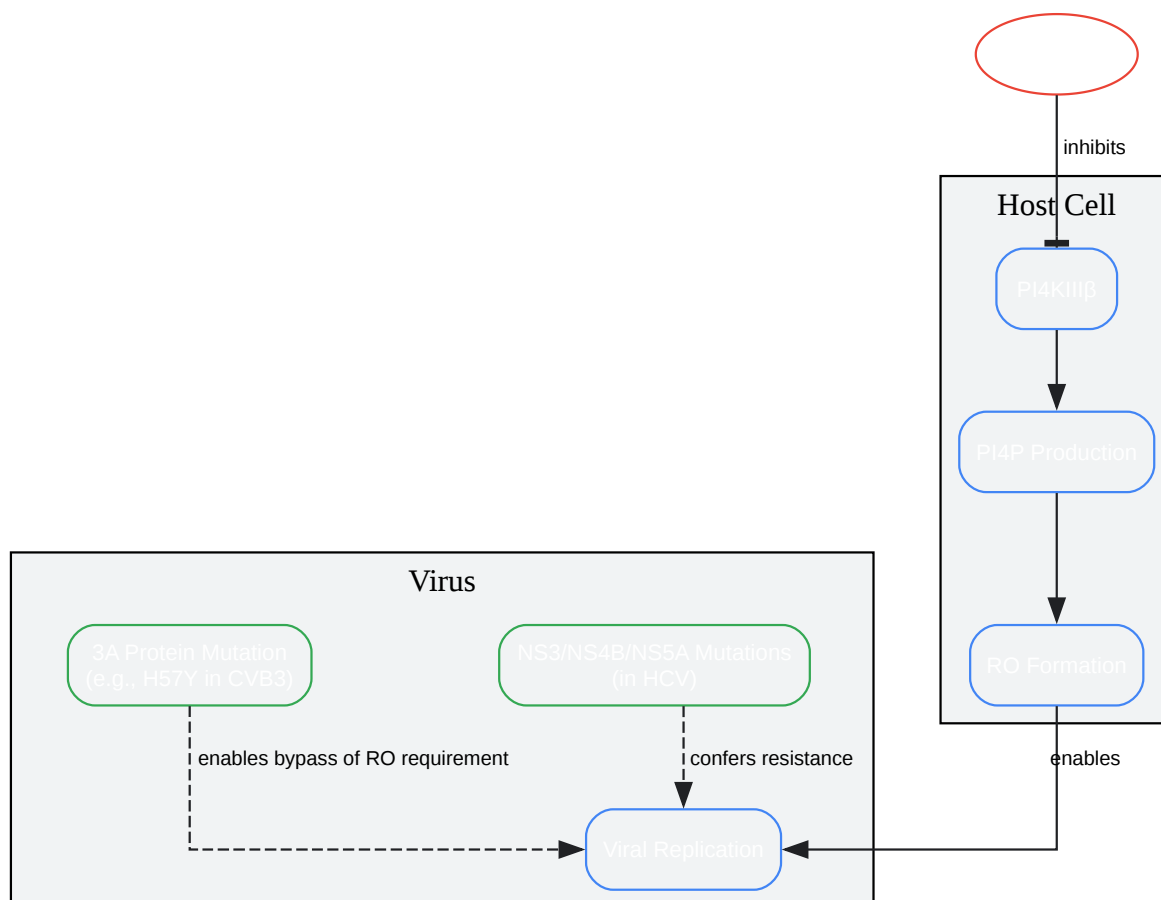 inhibits
Host Cell
PI4KIIIβ
PI4P Production
Virus
3A Protein Mutation
(e.g., H57Y in CVB3)
NS3/NS4B/NS5A Mutations
(in HCV)
RO Formation
enables bypass of RO requirement
confers resistance
enables
Viral Replication